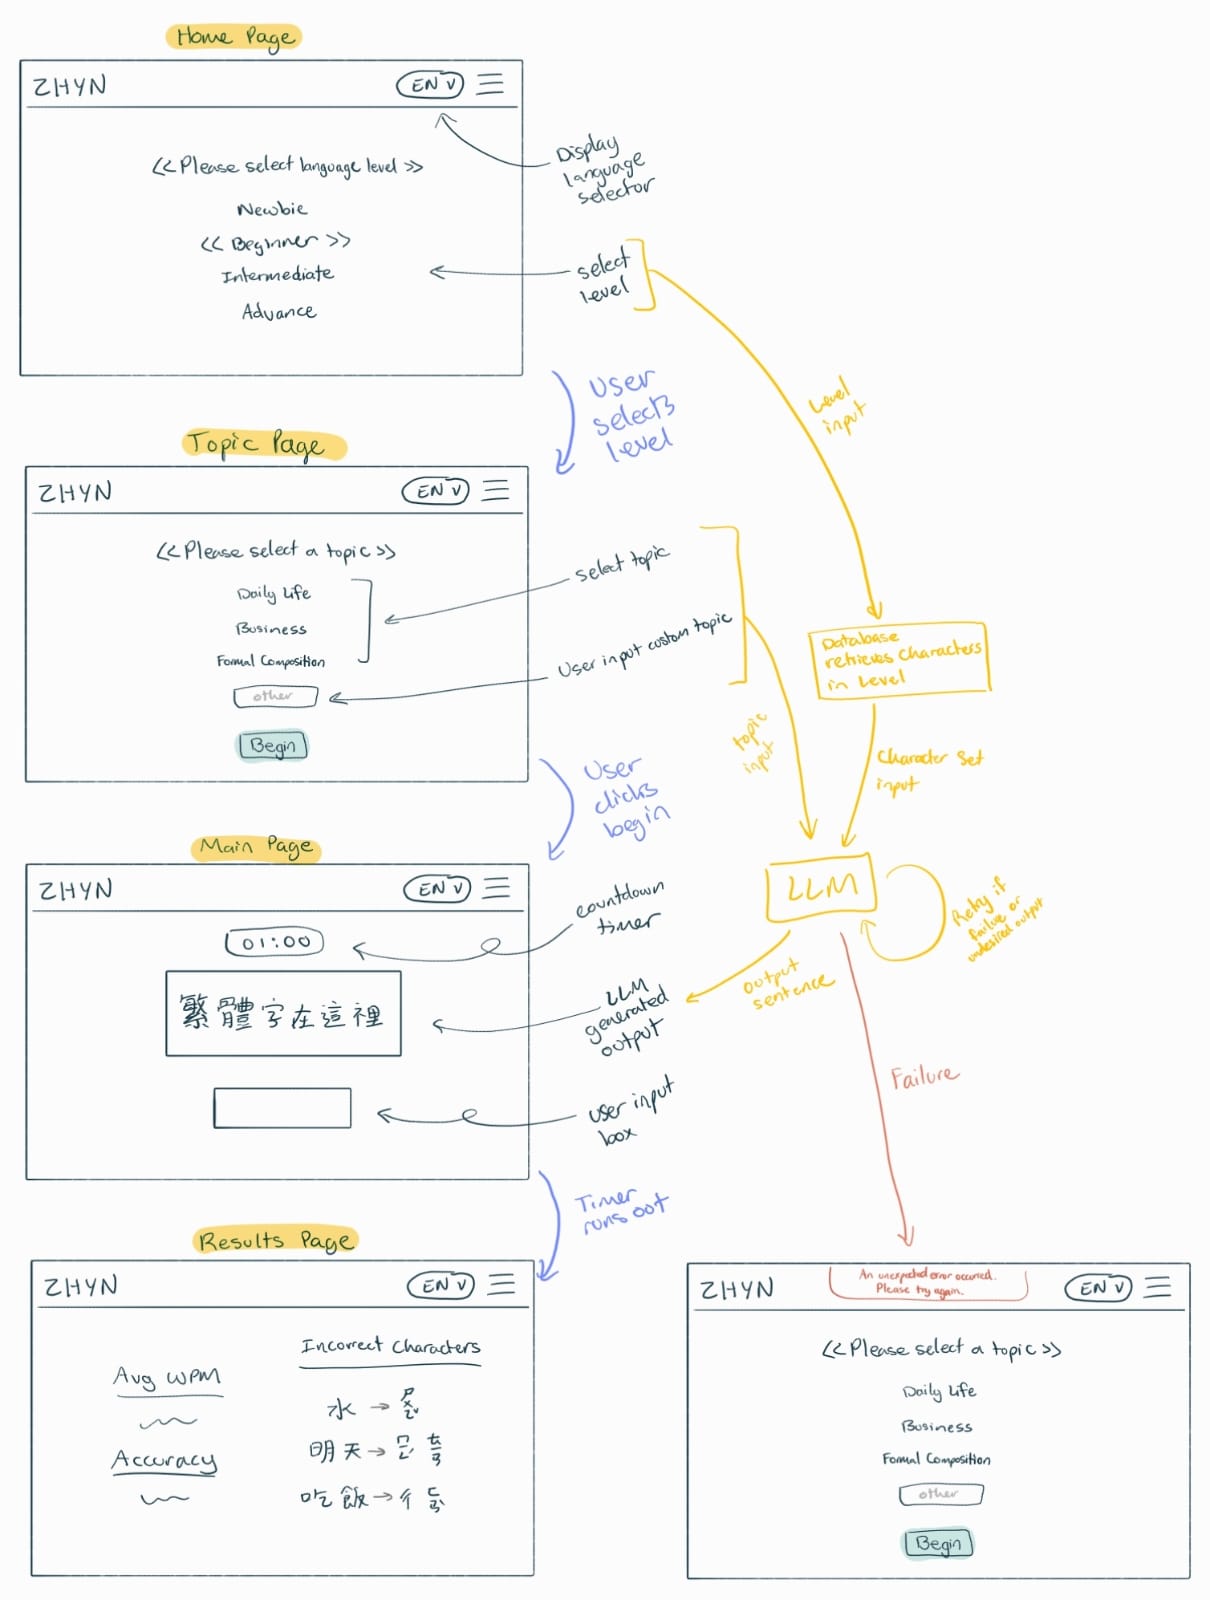 Home Page
ZHYN
EN V
<<Please select language level>>
Newbie
<< Beginner >>
Intermediate
Advance
Display
language
selector
select
level
User
selects
level
Level
input
Topic Page
ZHYN
EN V
<<Please select a topic>>
Daily Life
Business
Formal Composition
other
Begin
select topic
User input custom topic
Database
retrieves characters
in Level
topic
input
Character Set
input
User
clicks
begin
Main Page
ZHYN
EN V
01:00
繁體字在這裡
countdown
timer
LLM
generated
output
user input
box
LLM
Retry if
failure or
undesired output
output
sentence
Failure
Timer
runs out
Results Page
ZHYN
EN V
Avg WPM
Accuracy
Incorrect Characters
水 →
明天 →
吃飯 →
ZHYN
An unexpected error occurred.
Please try again.
EN V
<<Please select a topic>>
Daily Life
Business
Formal Composition
other
Begin